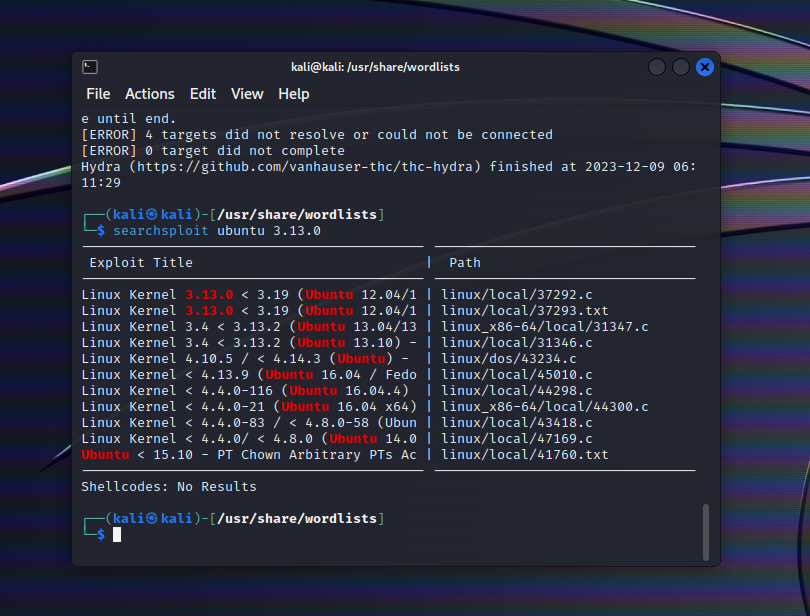 kali@kali: /usr/share/wordlists
File Actions Edit View Help
e until end.
[ERROR] 4 targets did not resolve or could not be connected
[ERROR] 0 target did not complete
Hydra (https://github.com/vanhauser-thc/thc-hydra) finished at 2023-12-09 06:
11:29
┌──(kali㉿kali)-[/usr/share/wordlists]
└─$ searchsploit ubuntu 3.13.0
Exploit Title | Path
Linux Kernel 3.13.0 < 3.19 (Ubuntu 12.04/1 | linux/local/37292.c
Linux Kernel 3.13.0 < 3.19 (Ubuntu 12.04/1 | linux/local/37293.txt
Linux Kernel 3.4 < 3.13.2 (Ubuntu 13.04/13 | linux_x86-64/local/31347.c
Linux Kernel 3.4 < 3.13.2 (Ubuntu 13.10) - | linux/local/31346.c
Linux Kernel 4.10.5 / < 4.14.3 (Ubuntu) - | linux/dos/43234.c
Linux Kernel < 4.13.9 (Ubuntu 16.04 / Fedo | linux/local/45010.c
Linux Kernel < 4.4.0-116 (Ubuntu 16.04.4) | linux/local/44298.c
Linux Kernel < 4.4.0-21 (Ubuntu 16.04 x64) | linux_x86-64/local/44300.c
Linux Kernel < 4.4.0-83 / < 4.8.0-58 (Ubun | linux/local/43418.c
Linux Kernel < 4.4.0/ < 4.8.0 (Ubuntu 14.0 | linux/local/47169.c
Ubuntu < 15.10 - PT Chown Arbitrary PTs Ac | linux/local/41760.txt
Shellcodes: No Results
┌──(kali㉿kali)-[/usr/share/wordlists]
└─$